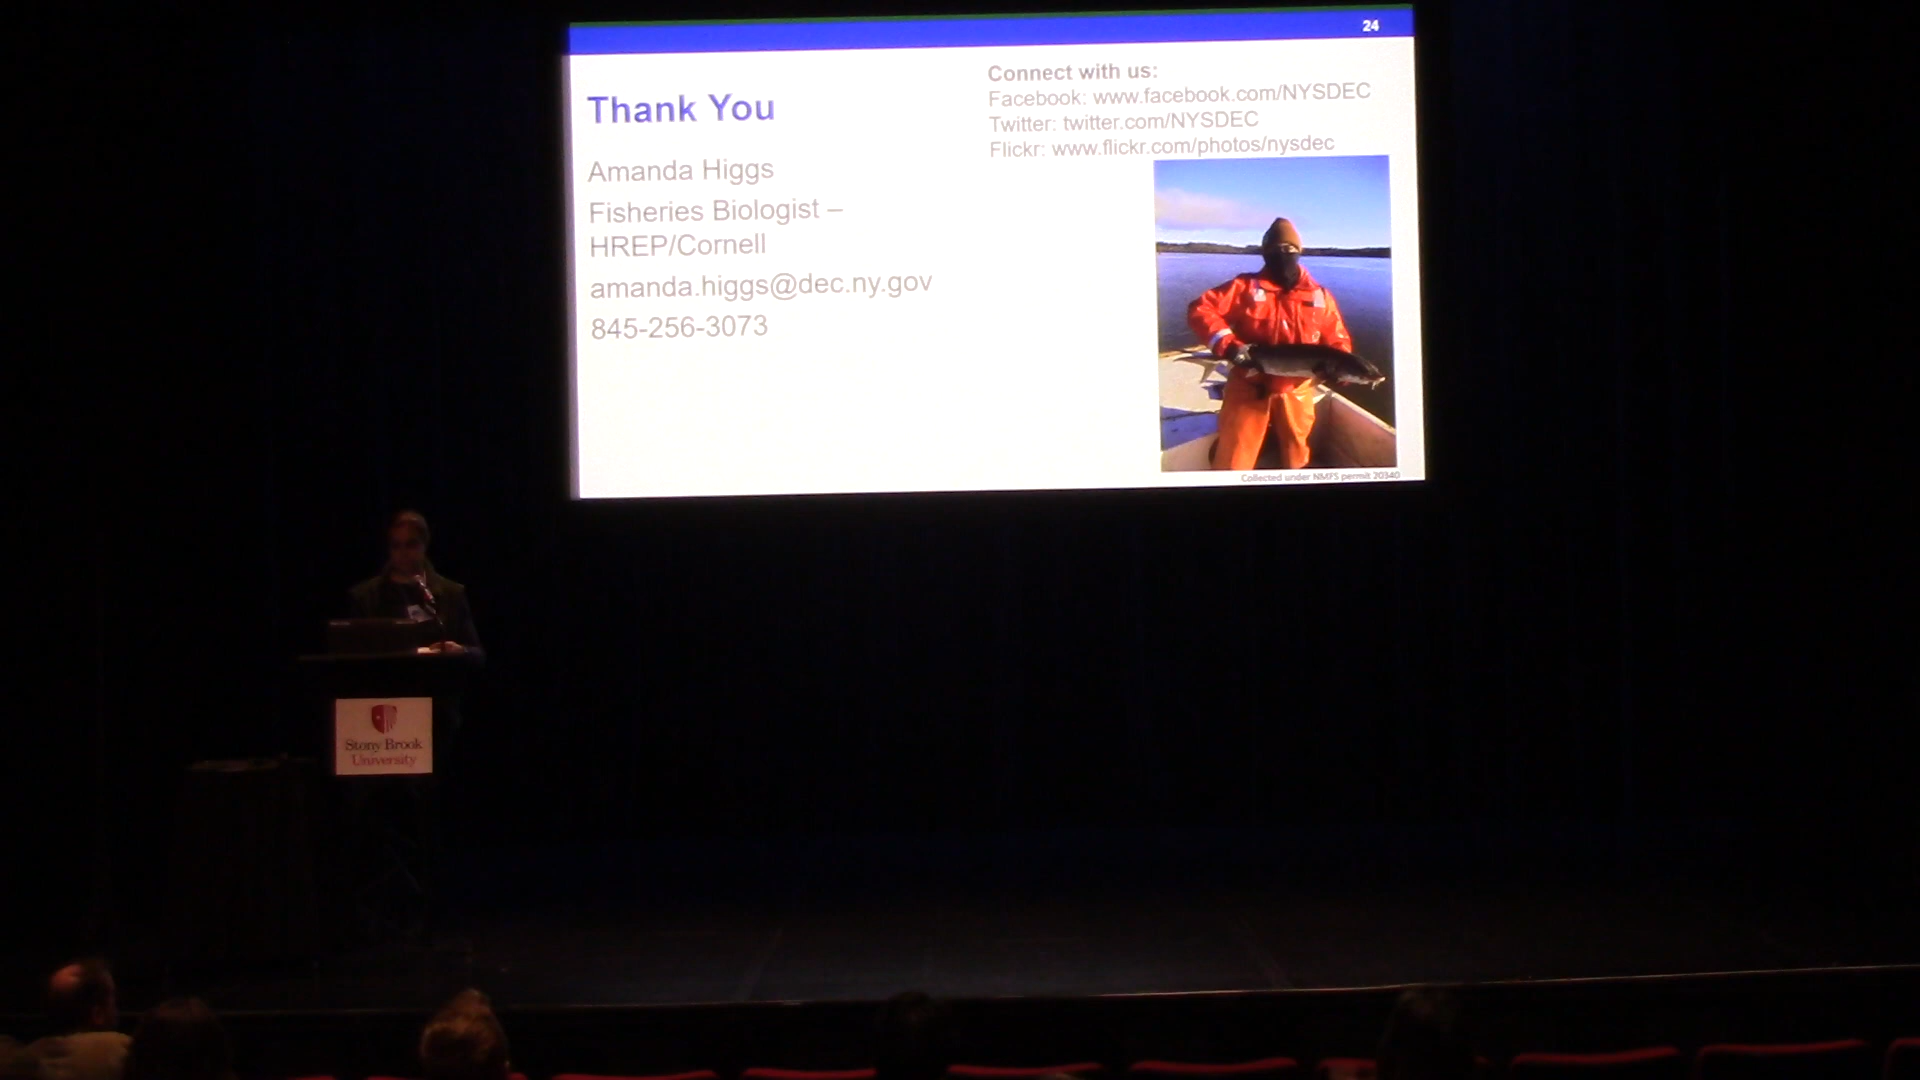 24
Thank You
Amanda Higgs
Fisheries Biologist –
HREP/Cornell
amanda.higgs@dec.ny.gov
845-256-3073
Connect with us:
Facebook: www.facebook.com/NYSDEC
Twitter: twitter.com/NYSDEC
Flickr: www.flickr.com/photos/nysdec
Collected under NMFS permit 20340
Stony Brook
University